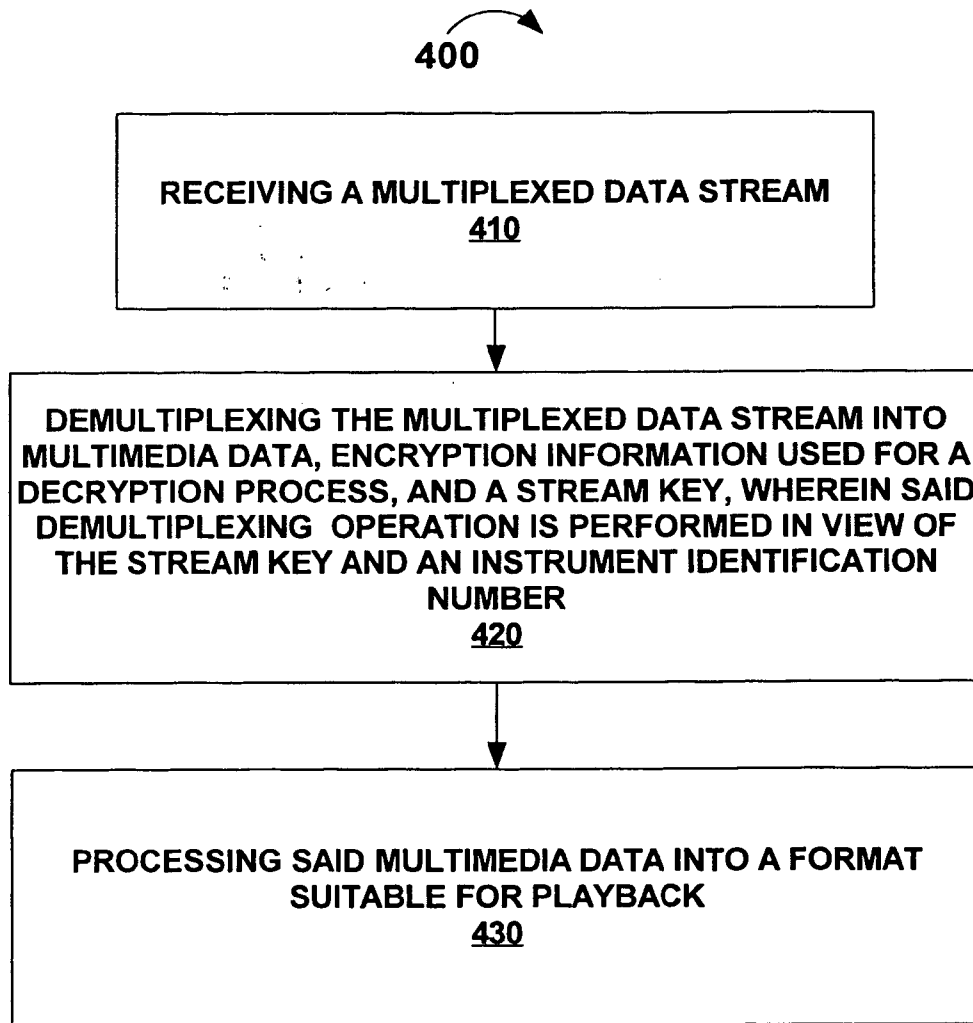 400
RECEIVING A MULTIPLEXED DATA STREAM
410
DEMULTIPLEXING THE MULTIPLEXED DATA STREAM INTO
MULTIMEDIA DATA, ENCRYPTION INFORMATION USED FOR A
DECRYPTION PROCESS, AND A STREAM KEY, WHEREIN SAID
DEMULTIPLEXING OPERATION IS PERFORMED IN VIEW OF
THE STREAM KEY AND AN INSTRUMENT IDENTIFICATION
NUMBER
420
PROCESSING SAID MULTIMEDIA DATA INTO A FORMAT
SUITABLE FOR PLAYBACK
430